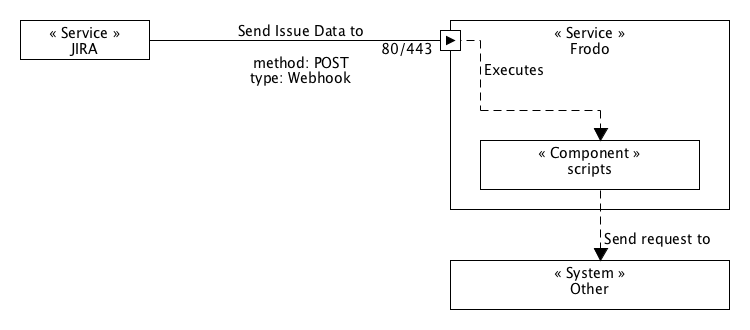 « Service »
JIRA
Send Issue Data to
80/443
method: POST
type: Webhook
« Service »
Frodo
Executes
« Component »
scripts
Send request to
« System »
Other